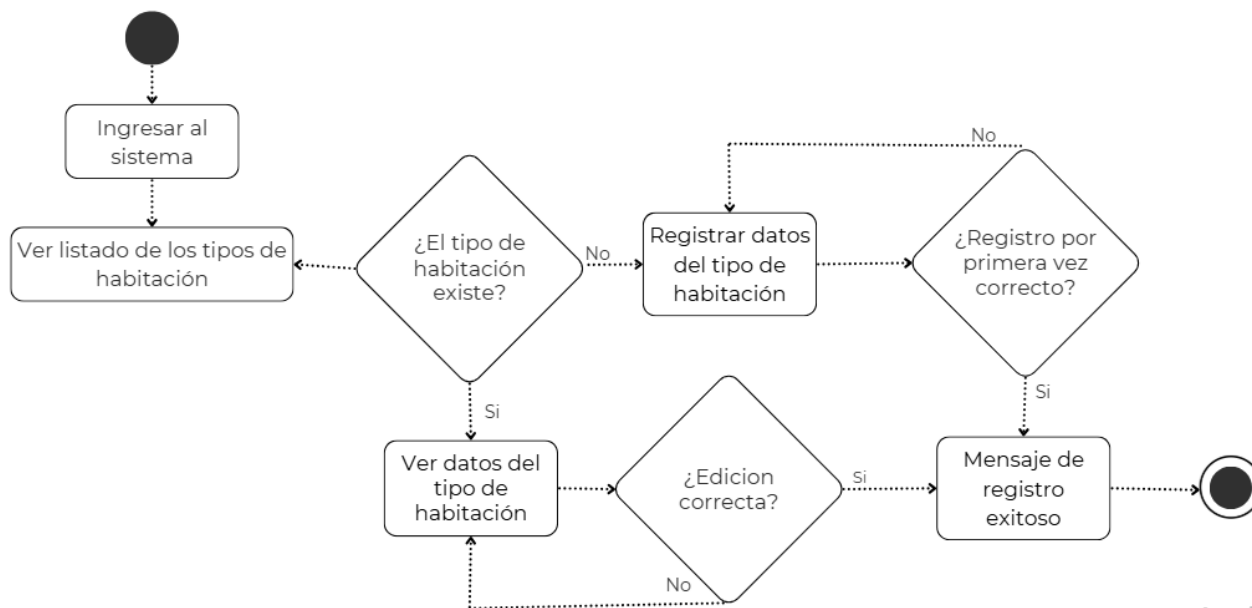 Ingresar al
sistema
Ver listado de los tipos de
habitación
¿El tipo de
habitación
existe?
No
Registrar datos
del tipo de
habitación
No
¿Registro por
primera vez
correcto?
Si
Si
Ver datos del
tipo de
habitación
¿Edicion
correcta?
Si
No
Mensaje de
registro
exitoso